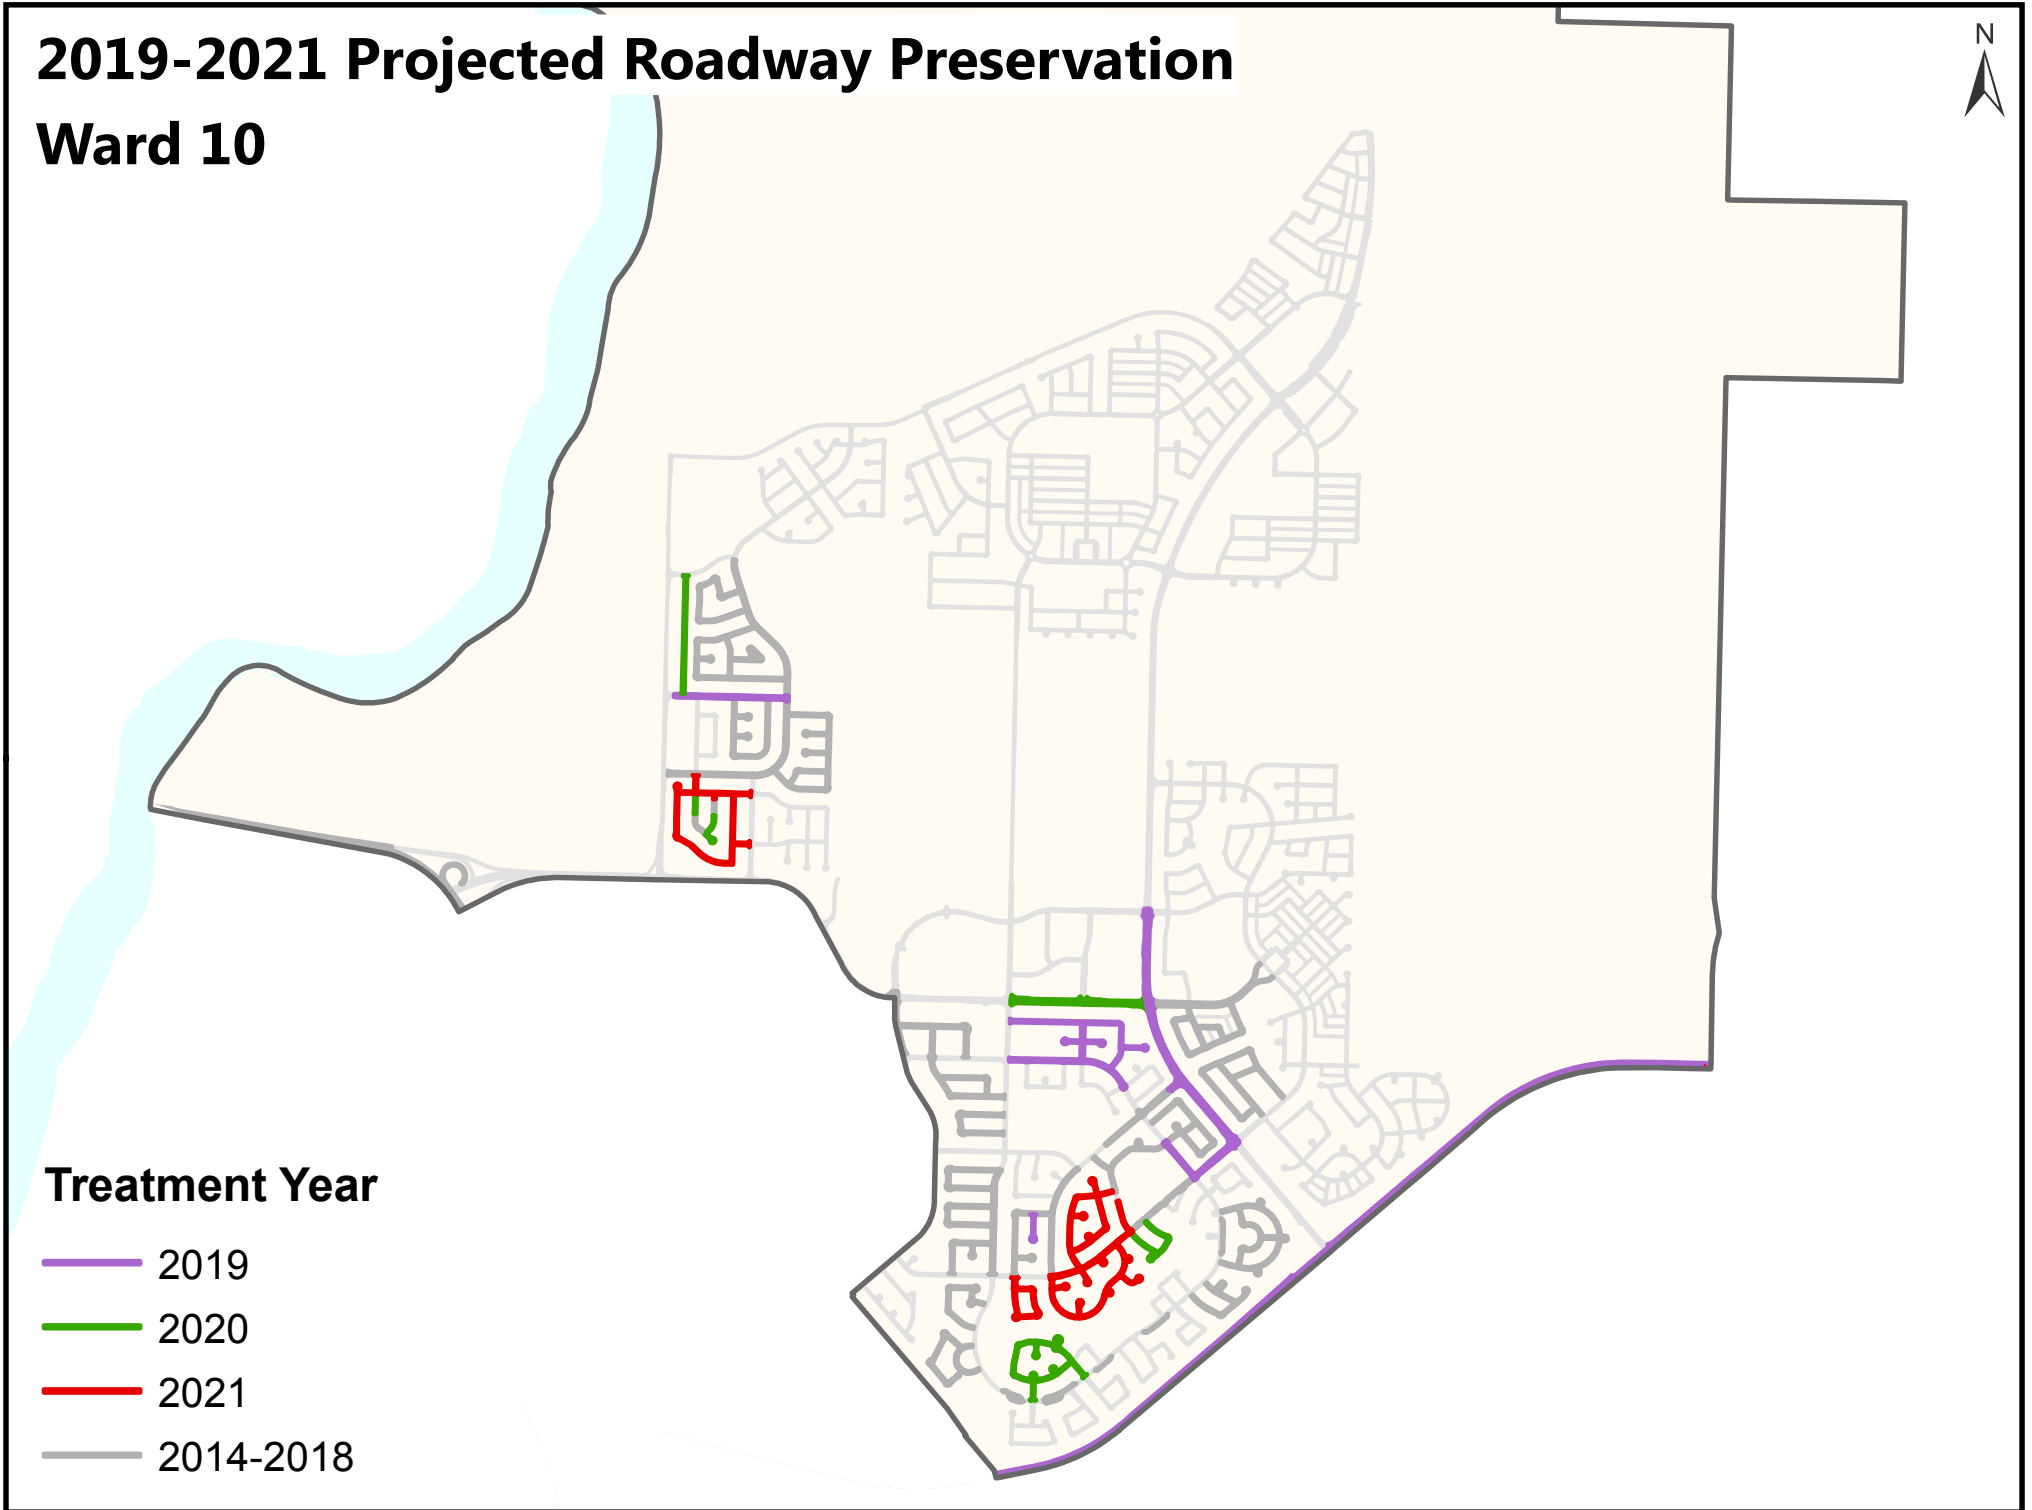 2019-2021 Projected Roadway Preservation
Ward 10
N
Treatment Year
2019
2020
2021
2014-2018